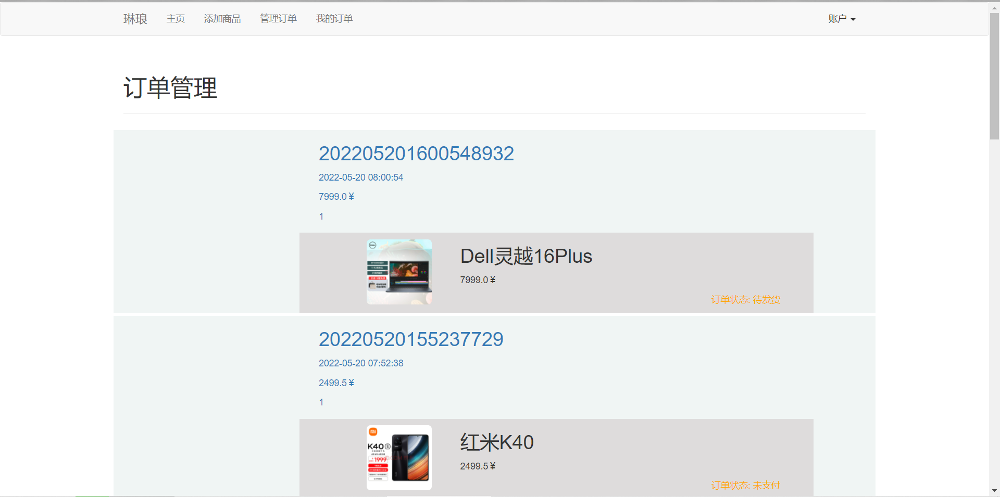 琳琅 主页 添加商品 管理订单 我的订单 账户
订单管理
202205201600548932
2022-05-20 08:00:54
7999.0¥
1
Dell灵越16Plus
7999.0¥
订单状态: 待发货
20220520155237729
2022-05-20 07:52:38
2499.5¥
1
K40S
1999
红米K40
2499.5¥
订单状态: 未支付